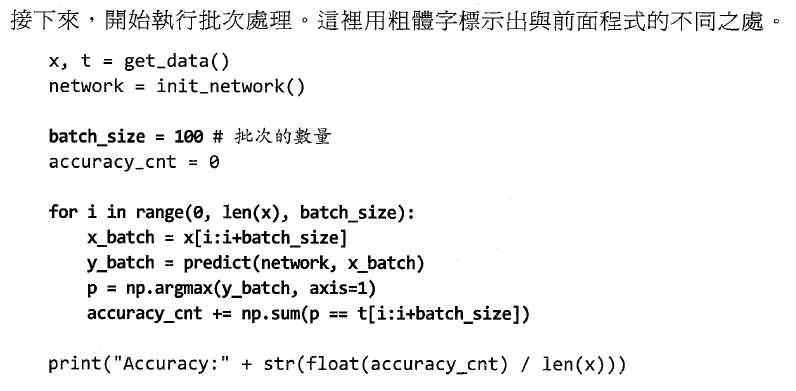 接下來，開始執行批次處理。這裡用粗體字標示出與前面程式的不同之處。
x, t = get_data()
network = init_network()
batch_size = 100 # 批次的數量
accuracy_cnt = 0
for i in range(0, len(x), batch_size):
    x_batch = x[i:i+batch_size]
    y_batch = predict(network, x_batch)
    p = np.argmax(y_batch, axis=1)
    accuracy_cnt += np.sum(p == t[i:i+batch_size])
print("Accuracy:" + str(float(accuracy_cnt) / len(x)))